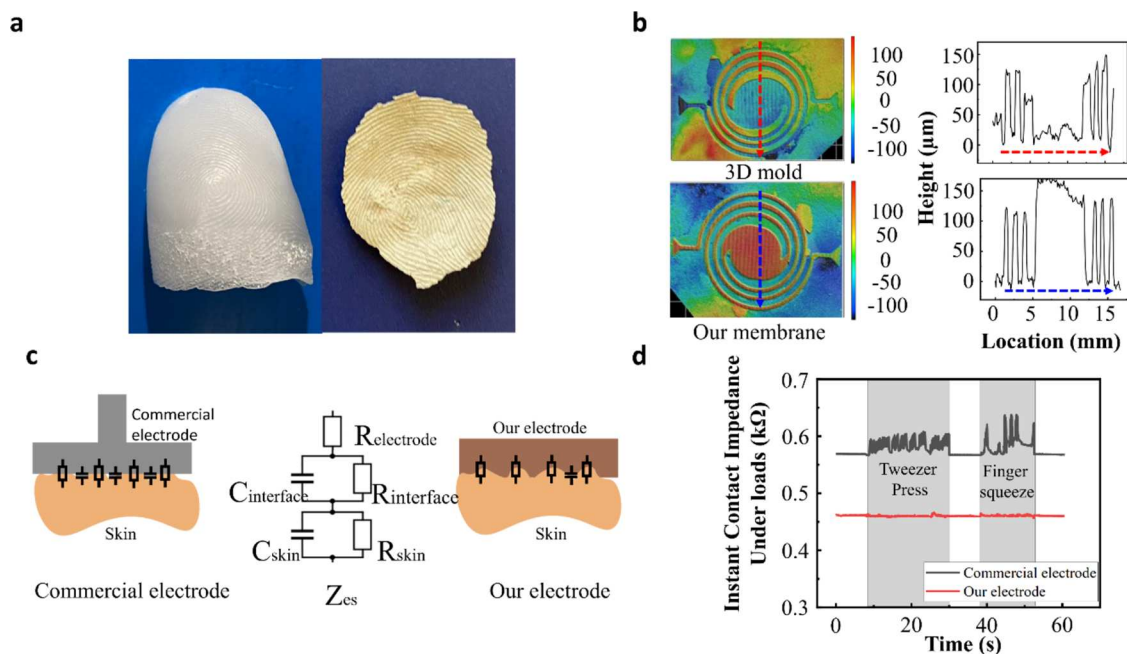 a
b
100
50
0
-50
-100
3D mold
100
50
0
-50
-100
Our membrane
Height (μm)
150
100
50
0
150
100
50
0
0 5 10 15
Location (mm)
c
Commercial
electrode
Skin
Commercial electrode
Relectrode
Cinterface
Rinterface
Cskin
Rskin
Zes
Our electrode
Skin
Our electrode
d
Instant Contact Impedance
Under loads (kΩ)
0.7
0.6
0.5
0.4
0.3
Tweezer
Press
Finger
squeeze
Commercial electrode
Our electrode
0 20 40 60
Time (s)